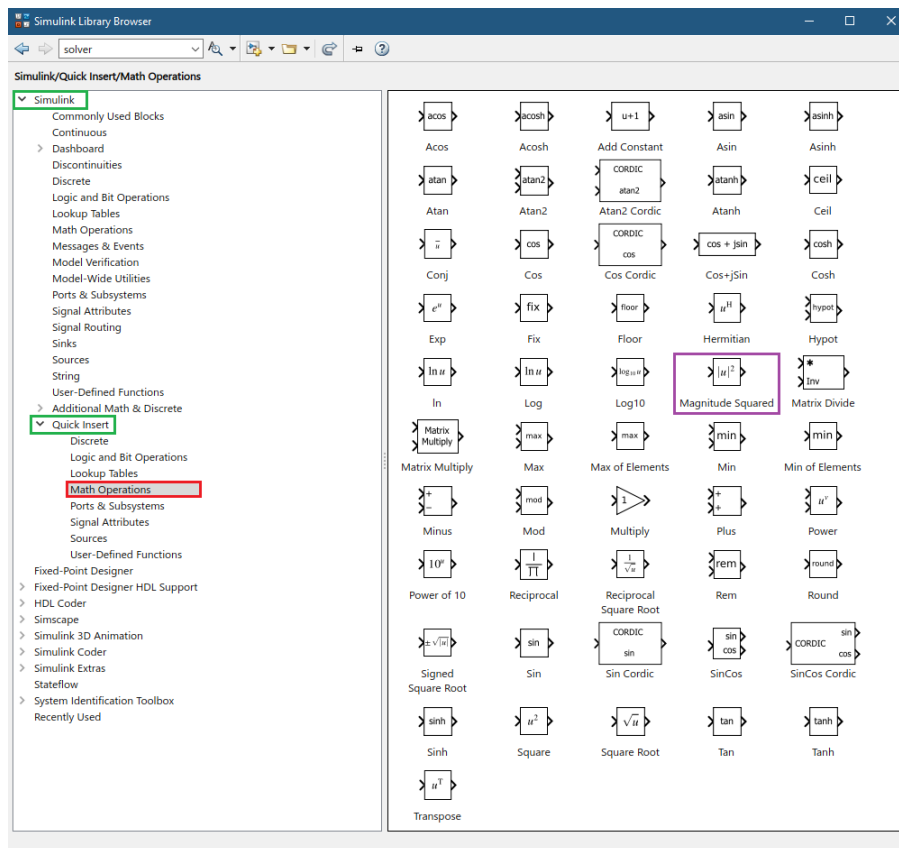 Simulink Library Browser
solver
Simulink/Quick Insert/Math Operations
Simulink
Commonly Used Blocks
Continuous
Dashboard
Discontinuities
Discrete
Logic and Bit Operations
Lookup Tables
Math Operations
Messages & Events
Model Verification
Model-Wide Utilities
Ports & Subsystems
Signal Attributes
Signal Routing
Sinks
Sources
String
User-Defined Functions
Additional Math & Discrete
Quick Insert
Discrete
Logic and Bit Operations
Lookup Tables
Math Operations
Ports & Subsystems
Signal Attributes
Sources
User-Defined Functions
Fixed-Point Designer
Fixed-Point Designer HDL Support
HDL Coder
Simscape
Simulink 3D Animation
Simulink Coder
Simulink Extras
Stateflow
System Identification Toolbox
Recently Used
acos acosh u+1 asin asinh
Acos Acosh Add Constant Asin Asinh
atan atan2 CORDIC atan2 atanh ceil
Atan Atan2 Atan2 Cordic Atanh Ceil
u̅ cos CORDIC cos cos + jsin cosh
Conj Cos Cos Cordic Cos+jSin Cosh
eᵘ fix floor uᴴ hypot
Exp Fix Floor Hermitian Hypot
ln u ln u log₁₀ u |u|² * Inv
ln Log Log10 Magnitude Squared Matrix Divide
Matrix Multiply max max min min
Matrix Multiply Max Max of Elements Min Min of Elements
+ − mod 1 + + uᵛ
Minus Mod Multiply Plus Power
10ᵘ 1/∏ 1/√u rem round
Power of 10 Reciprocal Reciprocal Square Root Rem Round
±√|u| sin CORDIC sin sin cos CORDIC sin cos
Signed Square Root Sin Sin Cordic SinCos SinCos Cordic
sinh u² √u tan tanh
Sinh Square Square Root Tan Tanh
uᵀ
Transpose